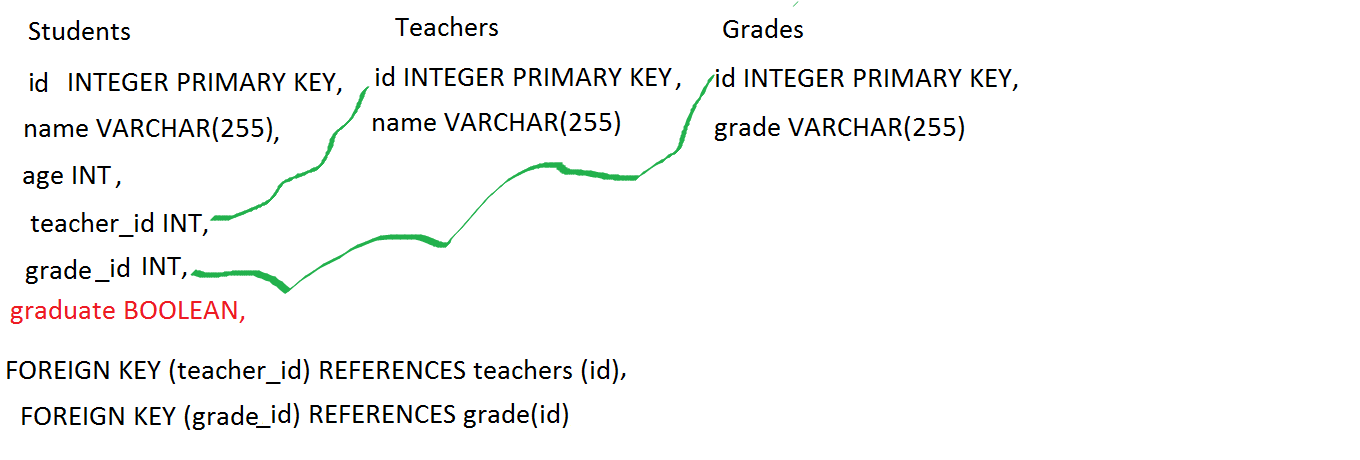 Students
id INTEGER PRIMARY KEY,
name VARCHAR(255),
age INT,
teacher_id INT,
grade_id INT,
graduate BOOLEAN,
FOREIGN KEY (teacher_id) REFERENCES teachers (id),
FOREIGN KEY (grade_id) REFERENCES grade(id)
Teachers
id INTEGER PRIMARY KEY,
name VARCHAR(255)
Grades
id INTEGER PRIMARY KEY,
grade VARCHAR(255)